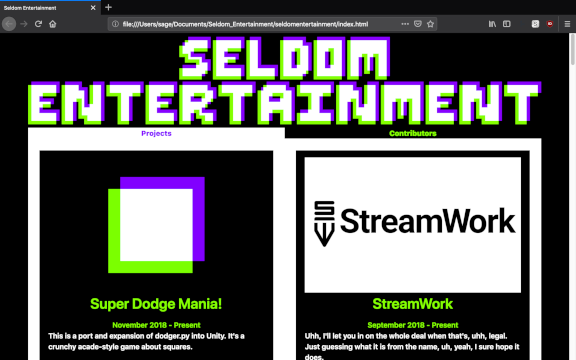 Seldom Entertainment
file:///Users/sage/Documents/Seldom_Entertainment/seldomentertainment/index.html
SELDOM
ENTERTAINMENT
Projects
Contributors
StreamWork
Super Dodge Mania!
November 2018 - Present
This is a port and expansion of dodger.py into Unity. It's a
crunchy acade-style game about squares.
StreamWork
September 2018 - Present
Uhh, I'll let you in on the whole deal when that's, uhh, legal.
Just guessing what it is from the name, uh, yeah, I sure hope it
does.